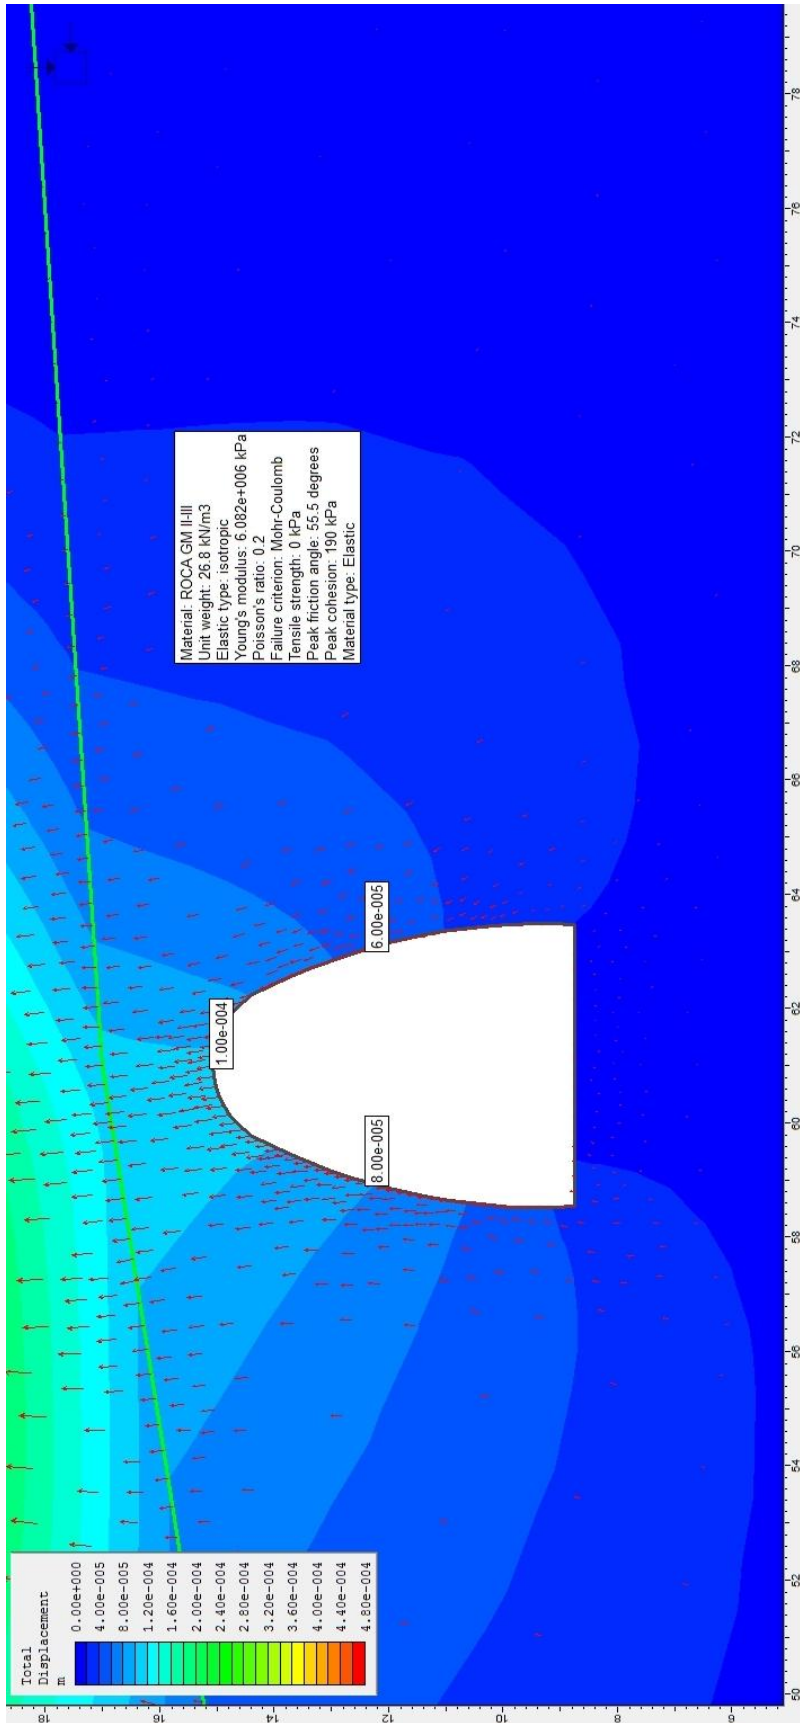 Total
Displacement
m
0.00e+000
4.00e-005
8.00e-005
1.20e-004
1.60e-004
2.00e-004
2.40e-004
2.80e-004
3.20e-004
3.60e-004
4.00e-004
4.40e-004
4.80e-004
Material: ROCA GM II-III
Unit weight: 26.8 kN/m3
Elastic type: isotropic
Young's modulus: 6.082e+006 kPa
Poisson's ratio: 0.2
Failure criterion: Mohr-Coulomb
Tensile strength: 0 kPa
Peak friction angle: 55.5 degrees
Peak cohesion: 190 kPa
Material type: Elastic
1.00e-004
8.00e-005
6.00e-005
18
16
14
12
10
8
6
50
52
54
56
58
60
62
64
66
68
70
72
74
76
78